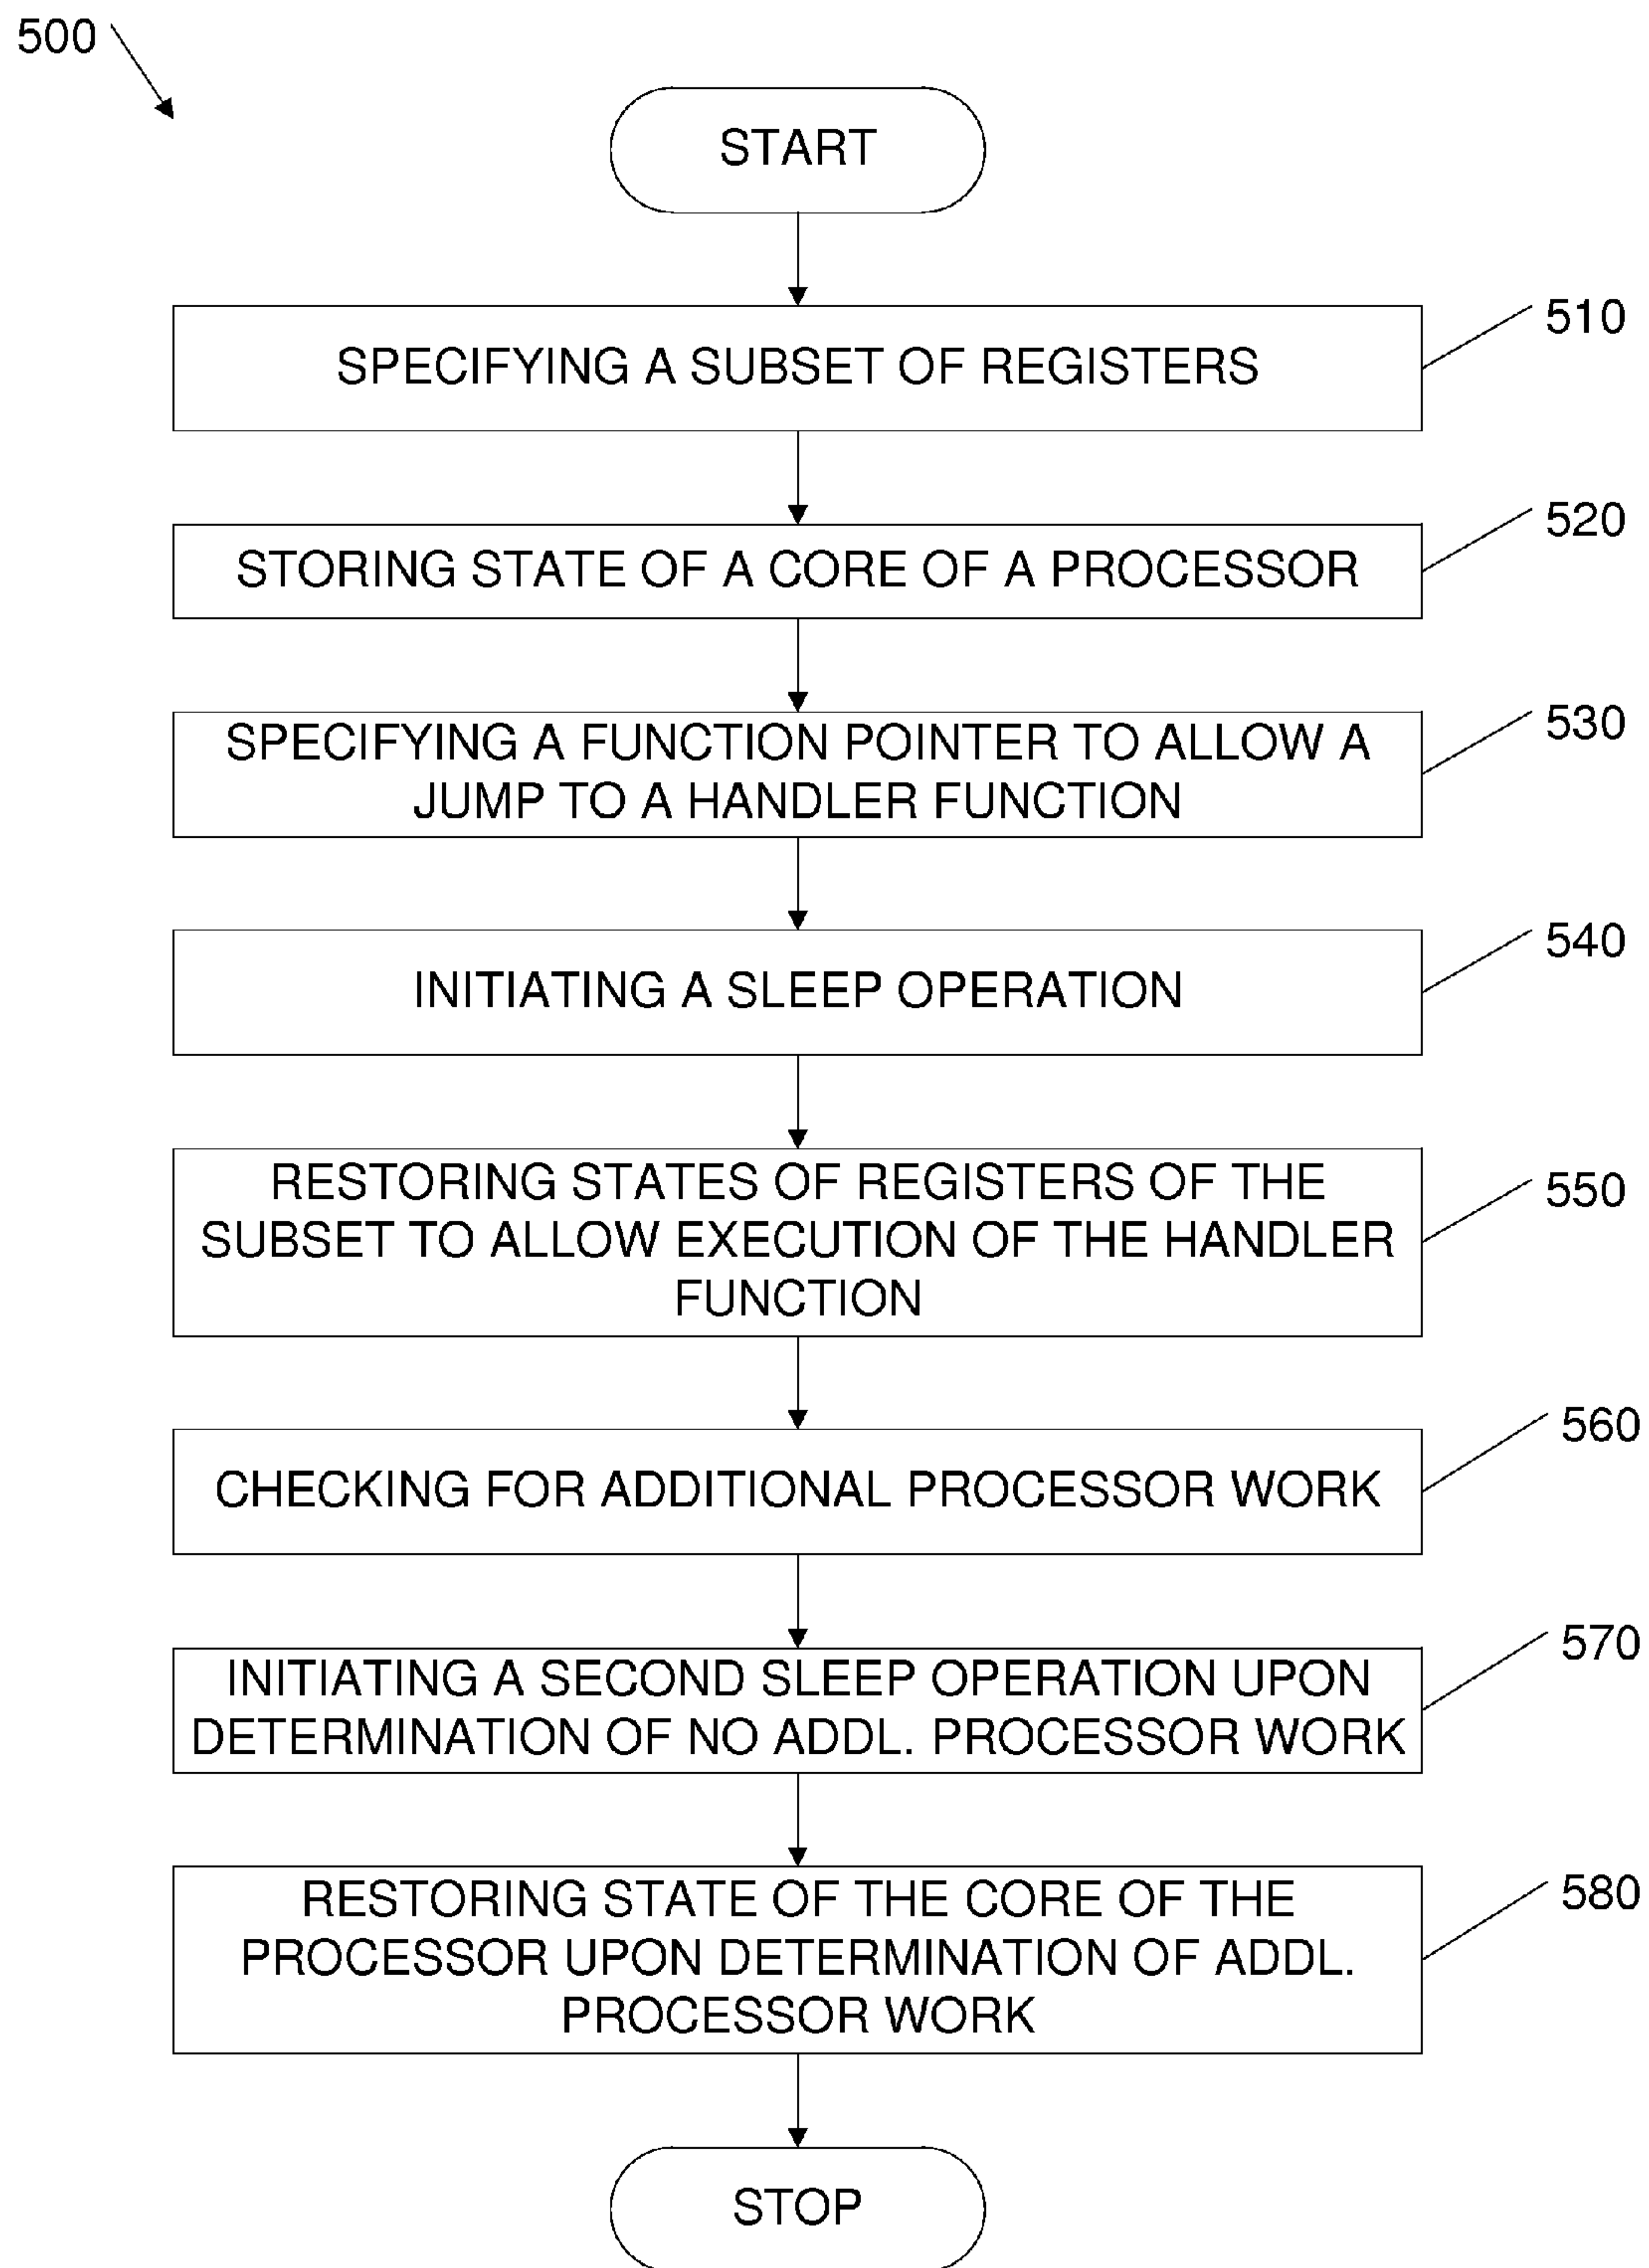 500
START
SPECIFYING A SUBSET OF REGISTERS
510
STORING STATE OF A CORE OF A PROCESSOR
520
SPECIFYING A FUNCTION POINTER TO ALLOW A
JUMP TO A HANDLER FUNCTION
530
INITIATING A SLEEP OPERATION
540
RESTORING STATES OF REGISTERS OF THE
SUBSET TO ALLOW EXECUTION OF THE HANDLER
FUNCTION
550
CHECKING FOR ADDITIONAL PROCESSOR WORK
560
INITIATING A SECOND SLEEP OPERATION UPON
DETERMINATION OF NO ADDL. PROCESSOR WORK
570
RESTORING STATE OF THE CORE OF THE
PROCESSOR UPON DETERMINATION OF ADDL.
PROCESSOR WORK
580
STOP